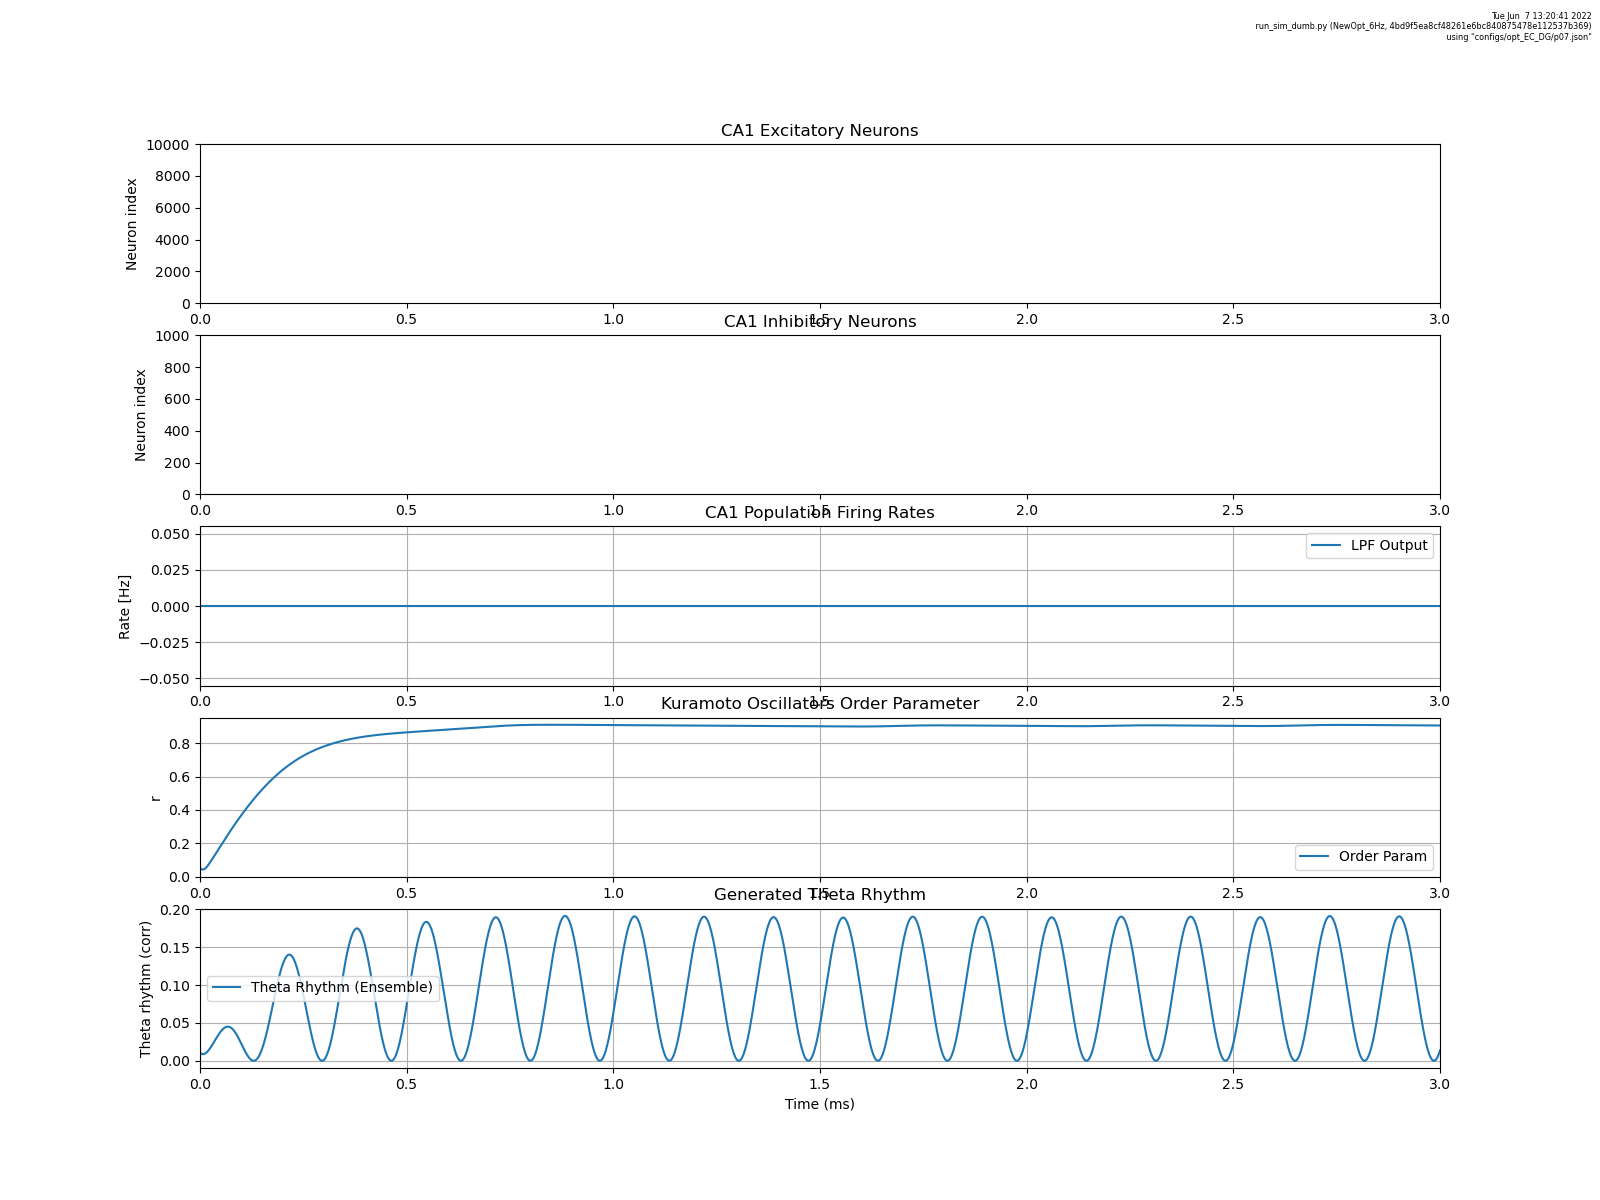 Tue Jun  7 13:20:41 2022
run_sim_dumb.py (NewOpt_6Hz, 4bd9f5ea8cf48261e6bc840875478e112537b369)
using "configs/opt_EC_DG/p07.json"
CA1 Excitatory Neurons
10000
8000
6000
4000
2000
0
Neuron index
0.0 0.5 1.0 1.5 2.0 2.5 3.0
CA1 Inhibitory Neurons
1000
800
600
400
200
0
Neuron index
0.0 0.5 1.0 1.5 2.0 2.5 3.0
CA1 Population Firing Rates
0.050
0.025
0.000
−0.025
−0.050
Rate [Hz]
LPF Output
0.0 0.5 1.0 1.5 2.0 2.5 3.0
Kuramoto Oscillators Order Parameter
0.8
0.6
0.4
0.2
0.0
r
Order Param
0.0 0.5 1.0 1.5 2.0 2.5 3.0
Generated Theta Rhythm
0.20
0.15
0.10
0.05
0.00
Theta rhythm (corr)
Theta Rhythm (Ensemble)
0.0 0.5 1.0 1.5 2.0 2.5 3.0
Time (ms)